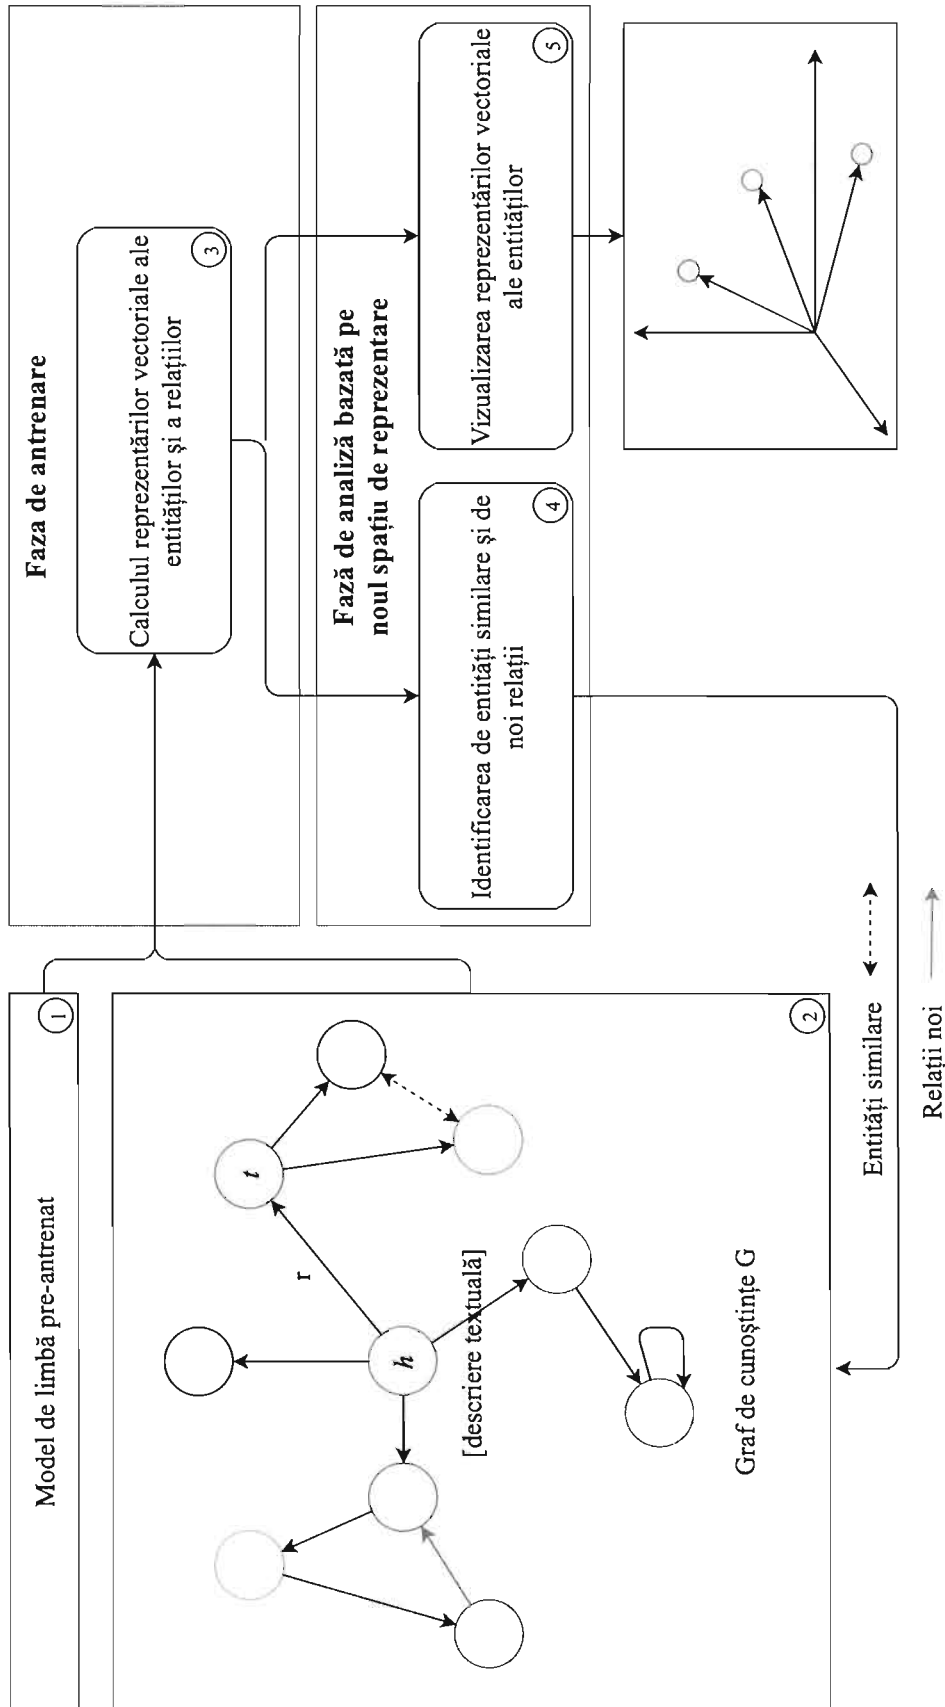 Model de limbă pre-antrenat
1
r
t
h
[descriere textuală]
Graf de cunoștințe G
2
Faza de antrenare
Calculul reprezentărilor vectoriale ale
entităților și a relațiilor
3
Fază de analiză bazată pe
noul spațiu de reprezentare
Identificarea de entități similare și de
noi relații
4
Vizualizarea reprezentărilor vectoriale
ale entităților
5
Entități similare
Relații noi